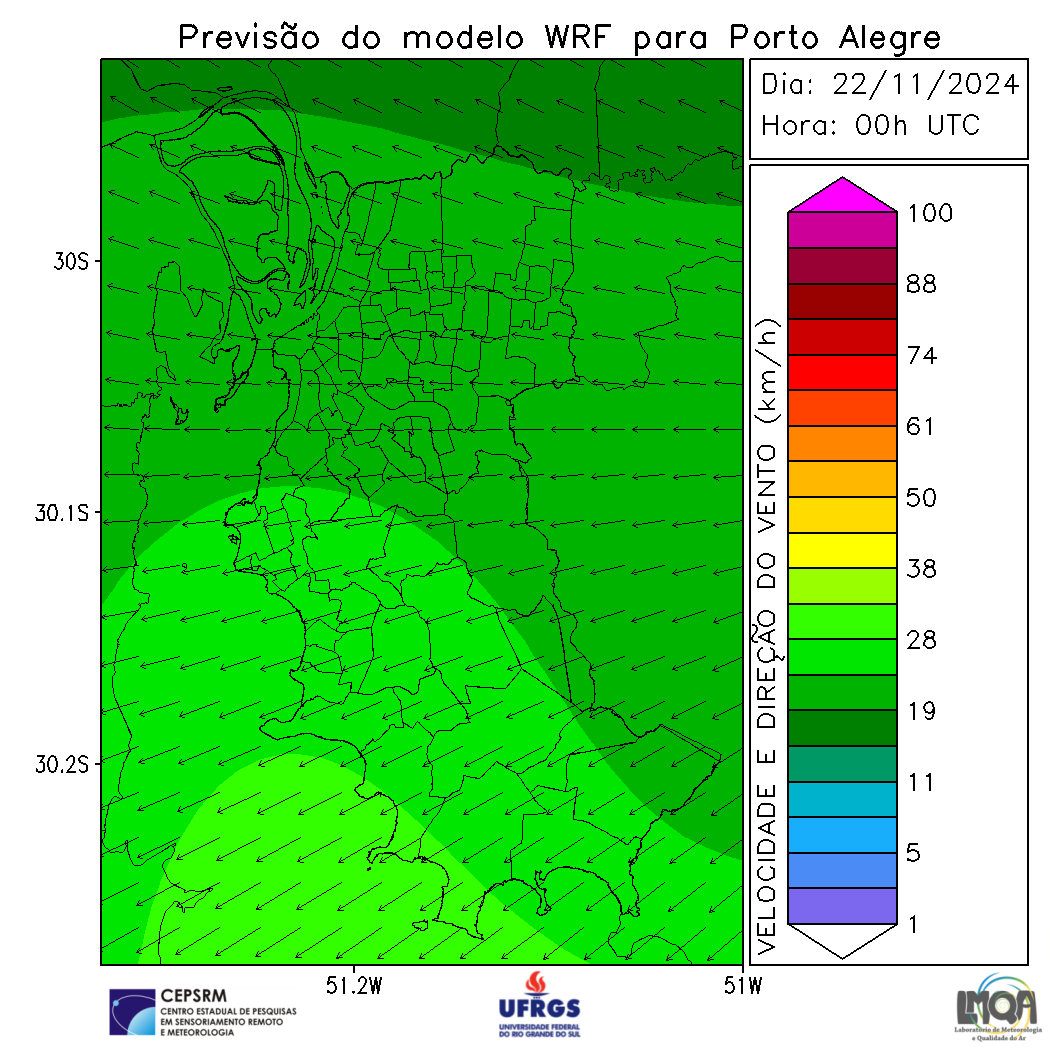 Previsão do modelo WRF para Porto Alegre
Dia: 22/11/2024
Hora: 00h UTC
30S
30.1S
30.2S
51.2W
51W
VELOCIDADE E DIREÇÃO DO VENTO (km/h)
100
88
74
61
50
38
28
19
11
5
1
CEPSRM
CENTRO ESTADUAL DE PESQUISAS
EM SENSORIAMENTO REMOTO
E METEOROLOGIA
UFRGS
UNIVERSIDADE FEDERAL
DO RIO GRANDE DO SUL
LMQA
Laboratório de Meteorologia
e Qualidade do Ar